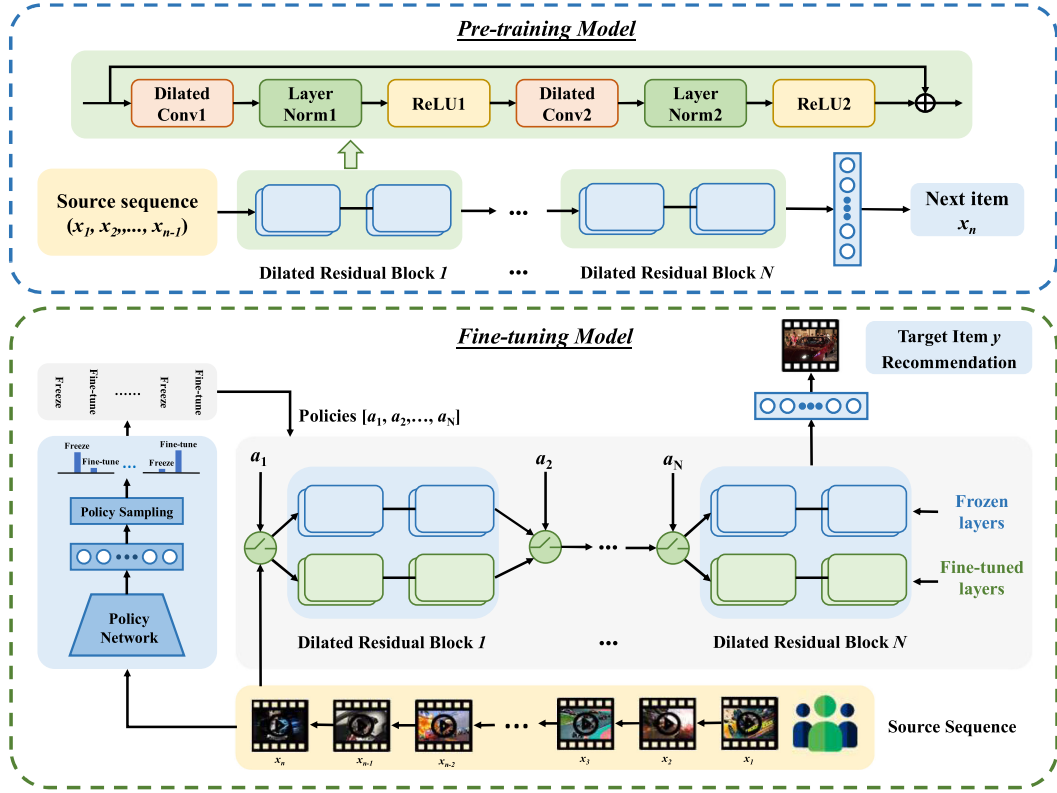 Pre-training Model
Dilated
Conv1
Layer
Norm1
ReLU1
Dilated
Conv2
Layer
Norm2
ReLU2
Source sequence
(x1, x2,,..., xn-1)
...
Next item
xn
Dilated Residual Block 1
...
Dilated Residual Block N
Fine-tuning Model
Target Item y
Recommendation
Freeze
Fine-tune
......
Freeze
Fine-tune
Policies [a1, a2,..., aN]
Freeze
Fine-tune
...
Freeze
Fine-tune
Policy Sampling
Policy
Network
a1
a2
aN
...
Frozen
layers
Fine-tuned
layers
Dilated Residual Block 1
...
Dilated Residual Block N
...
xn
xn-1
xn-2
x3
x2
x1
Source Sequence